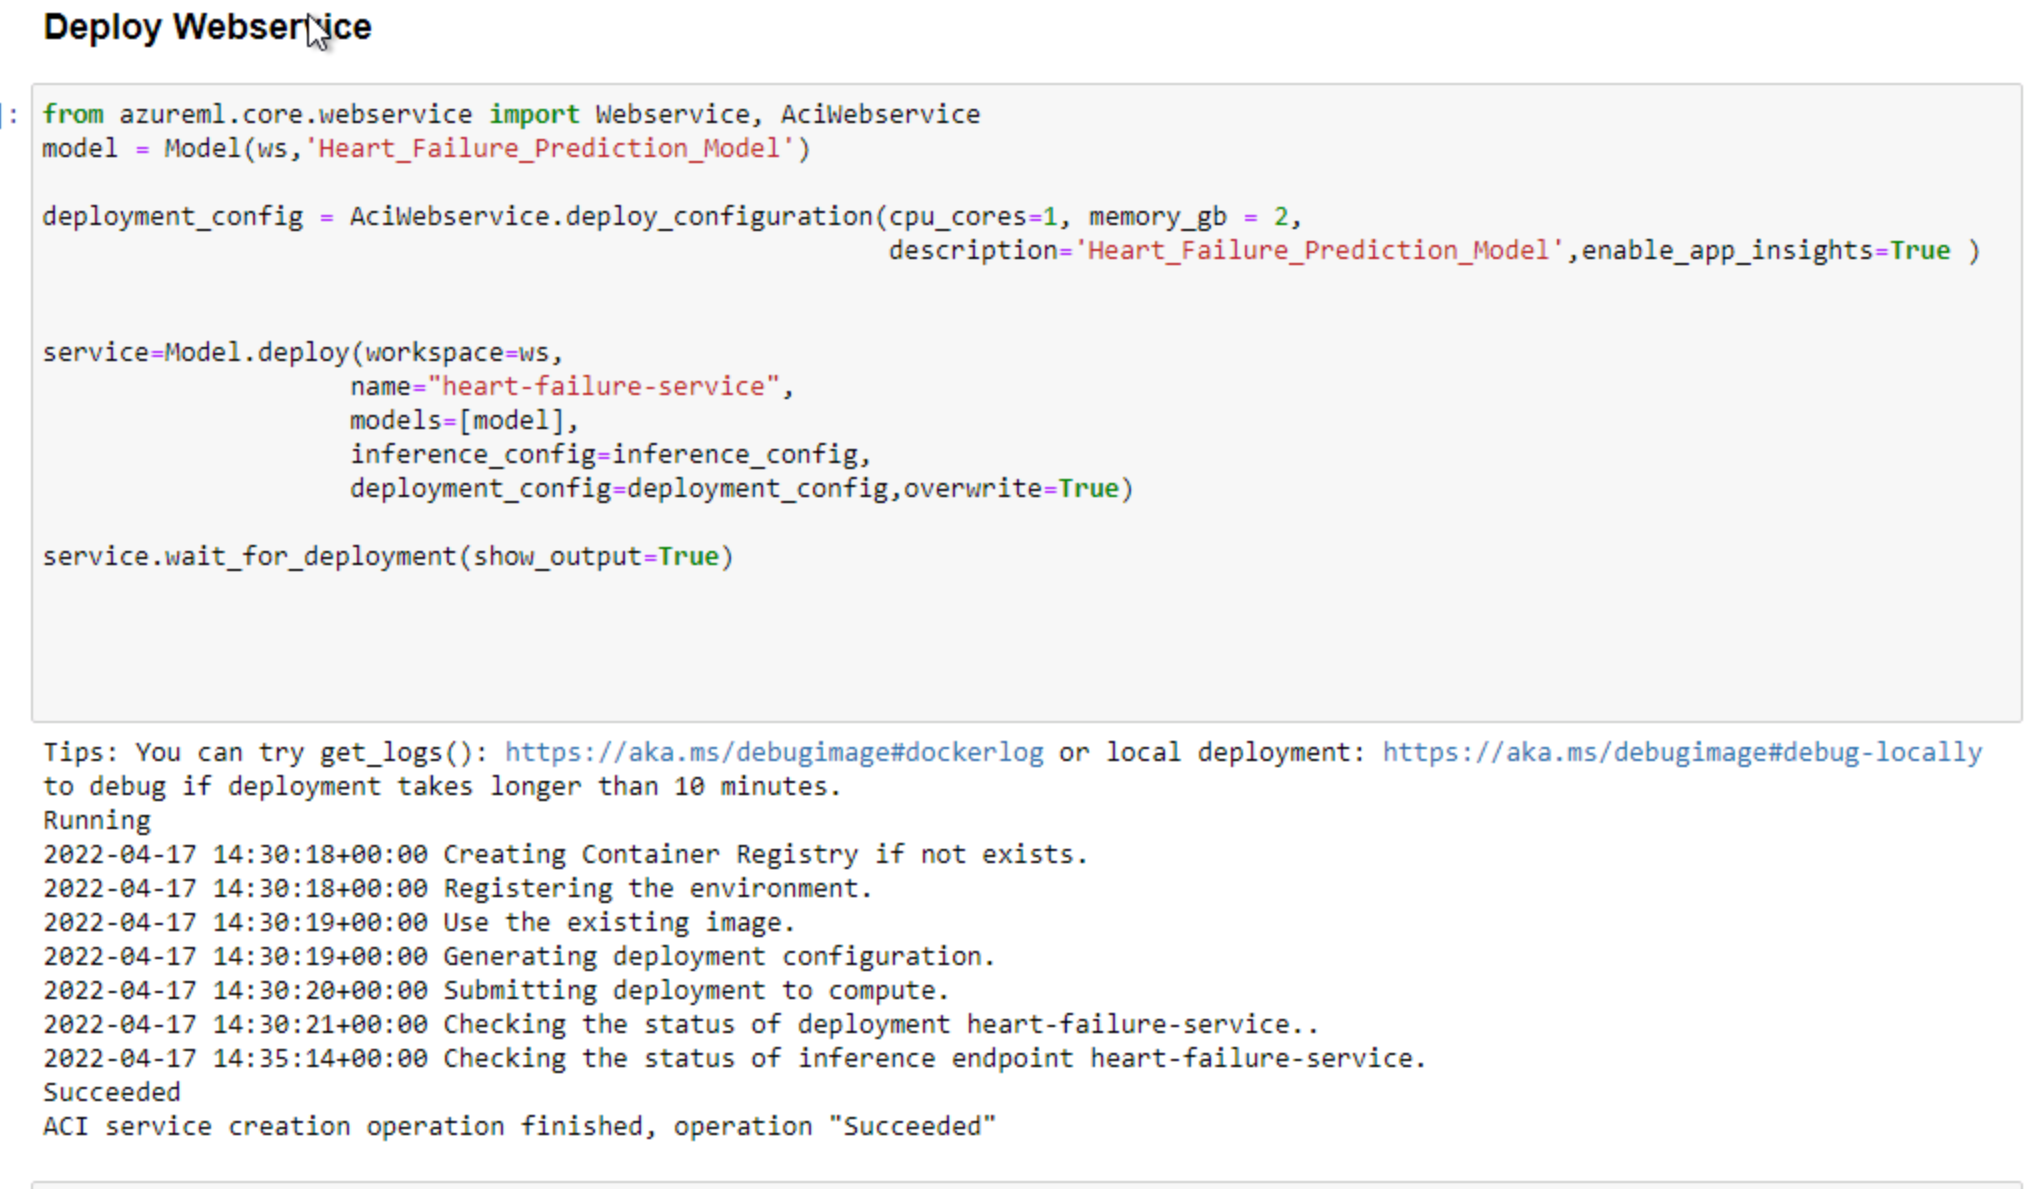 Deploy Webservice
]:
from azureml.core.webservice import Webservice, AciWebservice
model = Model(ws,'Heart_Failure_Prediction_Model')
deployment_config = AciWebservice.deploy_configuration(cpu_cores=1, memory_gb = 2,
description='Heart_Failure_Prediction_Model',enable_app_insights=True )
service=Model.deploy(workspace=ws,
name="heart-failure-service",
models=[model],
inference_config=inference_config,
deployment_config=deployment_config,overwrite=True)
service.wait_for_deployment(show_output=True)
Tips: You can try get_logs(): https://aka.ms/debugimage#dockerlog or local deployment: https://aka.ms/debugimage#debug-locally
to debug if deployment takes longer than 10 minutes.
Running
2022-04-17 14:30:18+00:00 Creating Container Registry if not exists.
2022-04-17 14:30:18+00:00 Registering the environment.
2022-04-17 14:30:19+00:00 Use the existing image.
2022-04-17 14:30:19+00:00 Generating deployment configuration.
2022-04-17 14:30:20+00:00 Submitting deployment to compute.
2022-04-17 14:30:21+00:00 Checking the status of deployment heart-failure-service..
2022-04-17 14:35:14+00:00 Checking the status of inference endpoint heart-failure-service.
Succeeded
ACI service creation operation finished, operation "Succeeded"